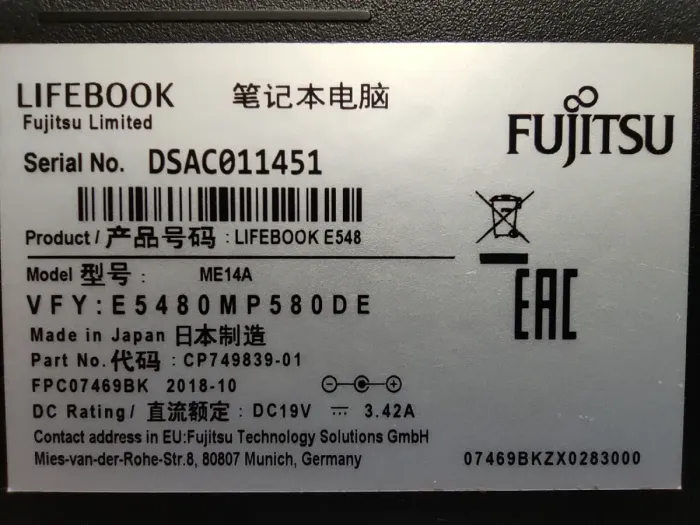 LIFEBOOK 笔记本电脑
Fujitsu Limited
FUJITSU
Serial No. DSAC011451
Product / 产品号码 : LIFEBOOK E548
Model 型号 : ME14A
VFY:E5480MP580DE
EAC
Made in Japan 日本制造
Part No. 代码 : CP749839-01
FPC07469BK 2018-10
DC Rating/ 直流额定 : DC19V ⎓ 3.42A
Contact address in EU:Fujitsu Technology Solutions GmbH
Mies-van-der-Rohe-Str.8, 80807 Munich, Germany
07469BKZX0283000